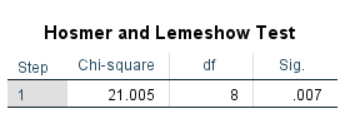 Hosmer and Lemeshow Test
Step Chi-square df Sig.
1 21.005 8 .007